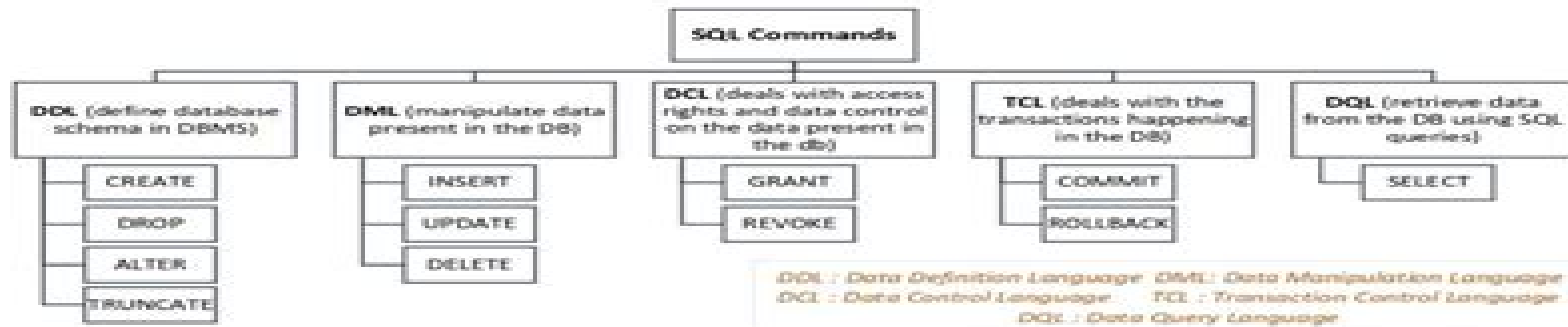 SQL Commands
DDL (define database
schema in DBMS)
CREATE
DROP
ALTER
TRUNCATE
DML (manipulate data
present in the DB)
INSERT
UPDATE
DELETE
DCL (deals with access
rights and data control
on the data present in
the db)
GRANT
REVOKE
TCL (deals with the
transactions happening
in the DB)
COMMIT
ROLLBACK
DQL (retrieve data
from the DB using SQL
queries)
SELECT
DDL : Data Definition Language DML: Data Manipulation Language
DCL : Data Control Language TCL : Transaction Control Language
DQL : Data Query Language